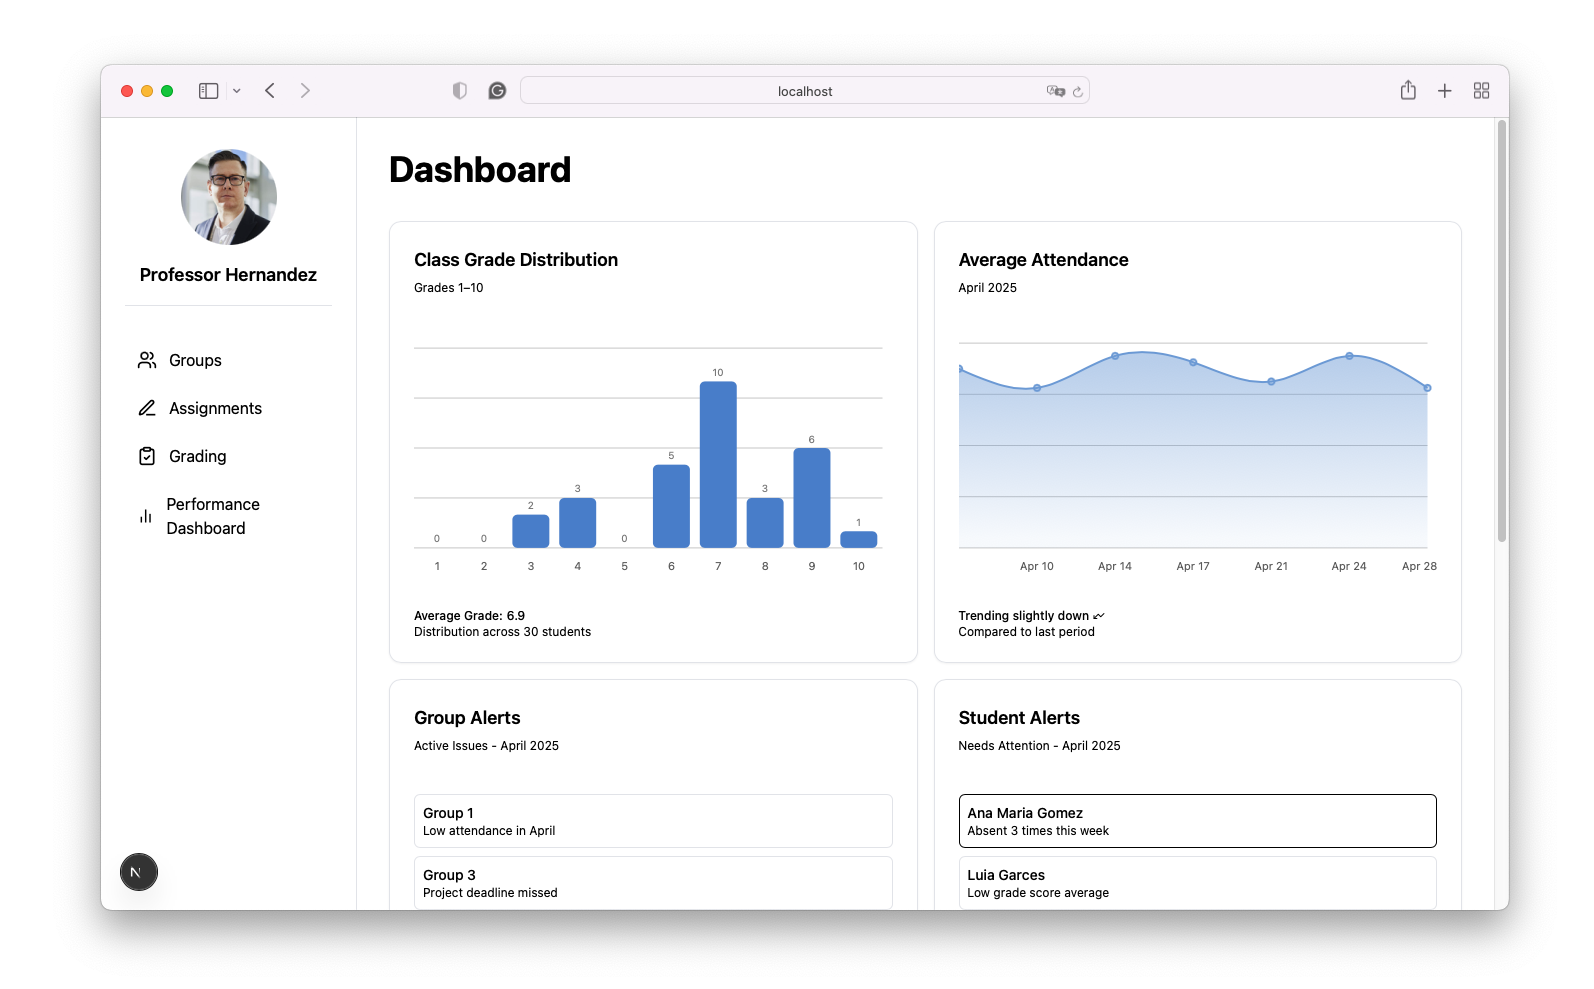 localhost
Professor Hernandez
Groups
Assignments
Grading
Performance
Dashboard
N
Dashboard
Class Grade Distribution
Grades 1–10
0 0 2 3 0 5 10 3 6 1
1 2 3 4 5 6 7 8 9 10
Average Grade: 6.9
Distribution across 30 students
Average Attendance
April 2025
Apr 10 Apr 14 Apr 17 Apr 21 Apr 24 Apr 28
Trending slightly down
Compared to last period
Group Alerts
Active Issues - April 2025
Group 1
Low attendance in April
Group 3
Project deadline missed
Student Alerts
Needs Attention - April 2025
Ana Maria Gomez
Absent 3 times this week
Luia Garces
Low grade score average